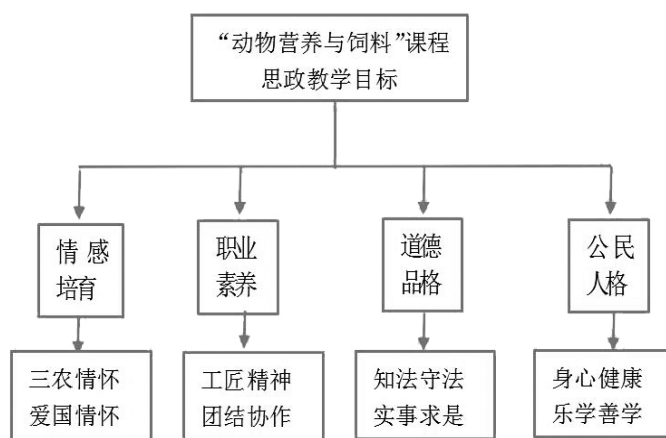 “动物营养与饲料”课程
思政教学目标
情感
培育
职业
素养
道德
品格
公民
人格
三农情怀
爱国情怀
工匠精神
团结协作
知法守法
实事求是
身心健康
乐学善学